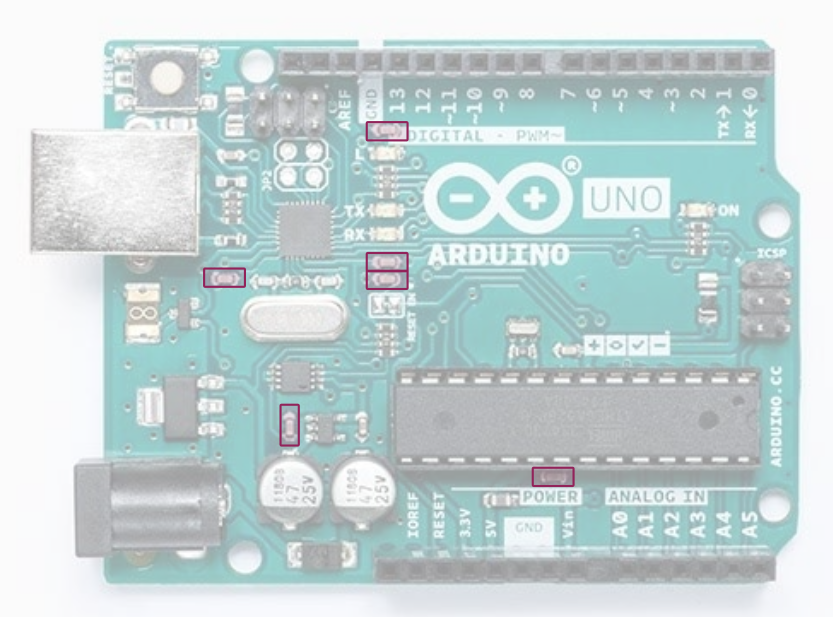 RESET
AREF
GND
13
12
~11
~10
~9
8
7
~6
~5
4
~3
2
TX→1
RX←0
DIGITAL - PWM~
JP2
TX
RX
®
UNO
ON
ARDUINO
ICSP
RESET EN
ARDUINO.CC
47
25V
47
25V
POWER
ANALOG IN
IOREF
RESET
3.3V
5V
GND
Vin
A0
A1
A2
A3
A4
A5